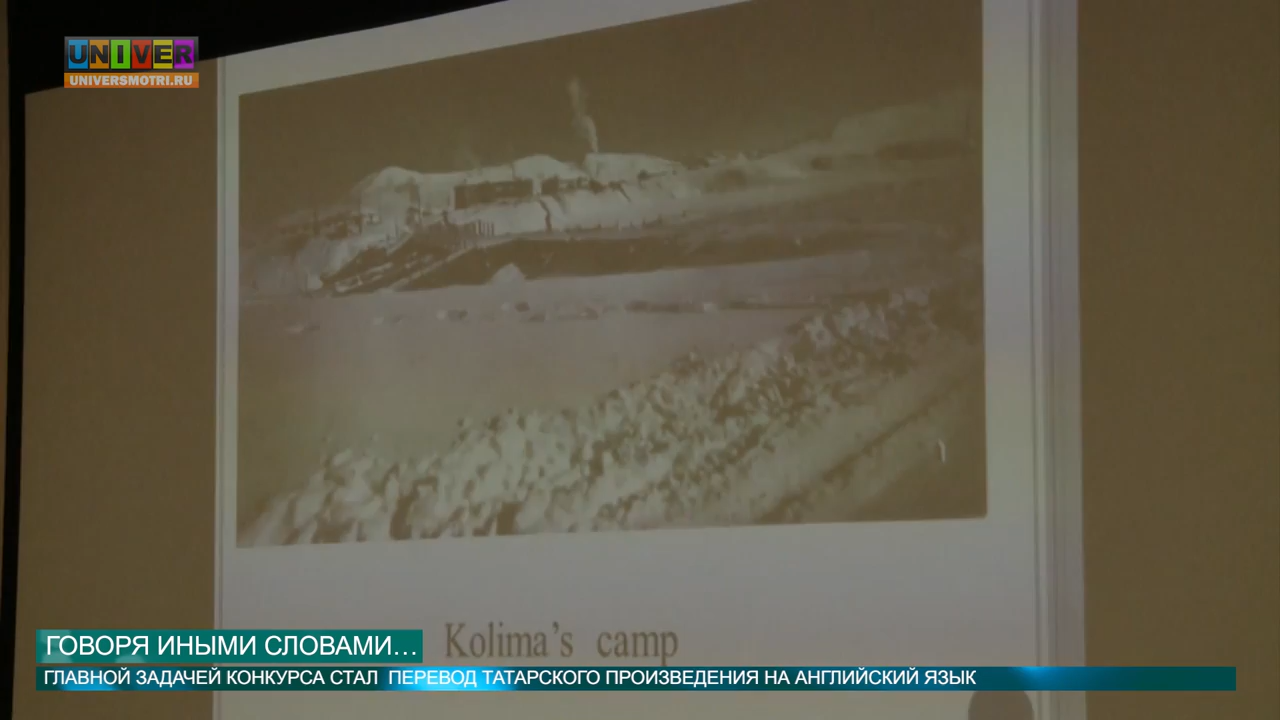 UNIVER
UNIVERSMOTRI.RU
Kolima's camp
ГОВОРЯ ИНЫМИ СЛОВАМИ...
ГЛАВНОЙ ЗАДАЧЕЙ КОНКУРСА СТАЛ ПЕРЕВОД ТАТАРСКОГО ПРОИЗВЕДЕНИЯ НА АНГЛИЙСКИЙ ЯЗЫК